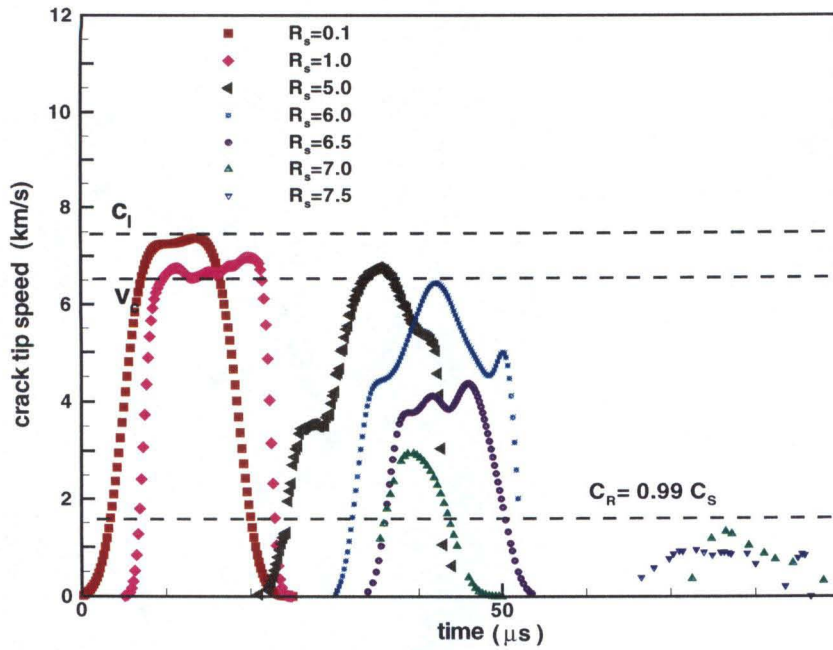 12
10
8
6
4
2
0
crack tip speed (km/s)
R_s=0.1
R_s=1.0
R_s=5.0
R_s=6.0
R_s=6.5
R_s=7.0
R_s=7.5
C_l
V
C_R= 0.99 C_S
0
50
time (μs)